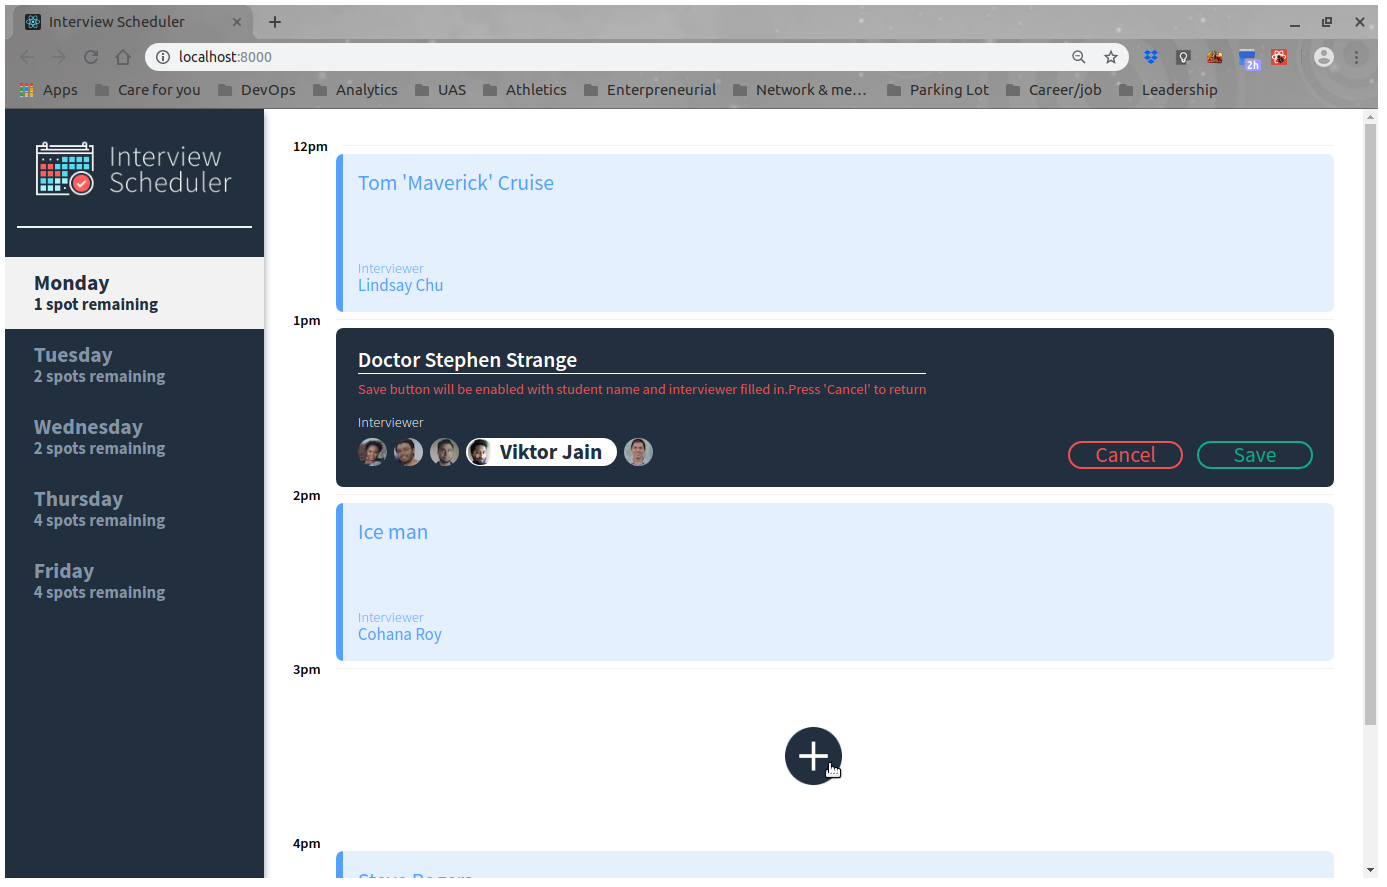 Interview Scheduler
localhost:8000
2h
Apps Care for you DevOps Analytics UAS Athletics Enterpreneurial Network & me... Parking Lot Career/job Leadership
Interview
Scheduler
Monday
1 spot remaining
Tuesday
2 spots remaining
Wednesday
2 spots remaining
Thursday
4 spots remaining
Friday
4 spots remaining
12pm
Tom 'Maverick' Cruise
Interviewer
Lindsay Chu
1pm
Doctor Stephen Strange
Save button will be enabled with student name and interviewer filled in.Press 'Cancel' to return
Interviewer
Viktor Jain
Cancel Save
2pm
Ice man
Interviewer
Cohana Roy
3pm
4pm
Steve Rogers